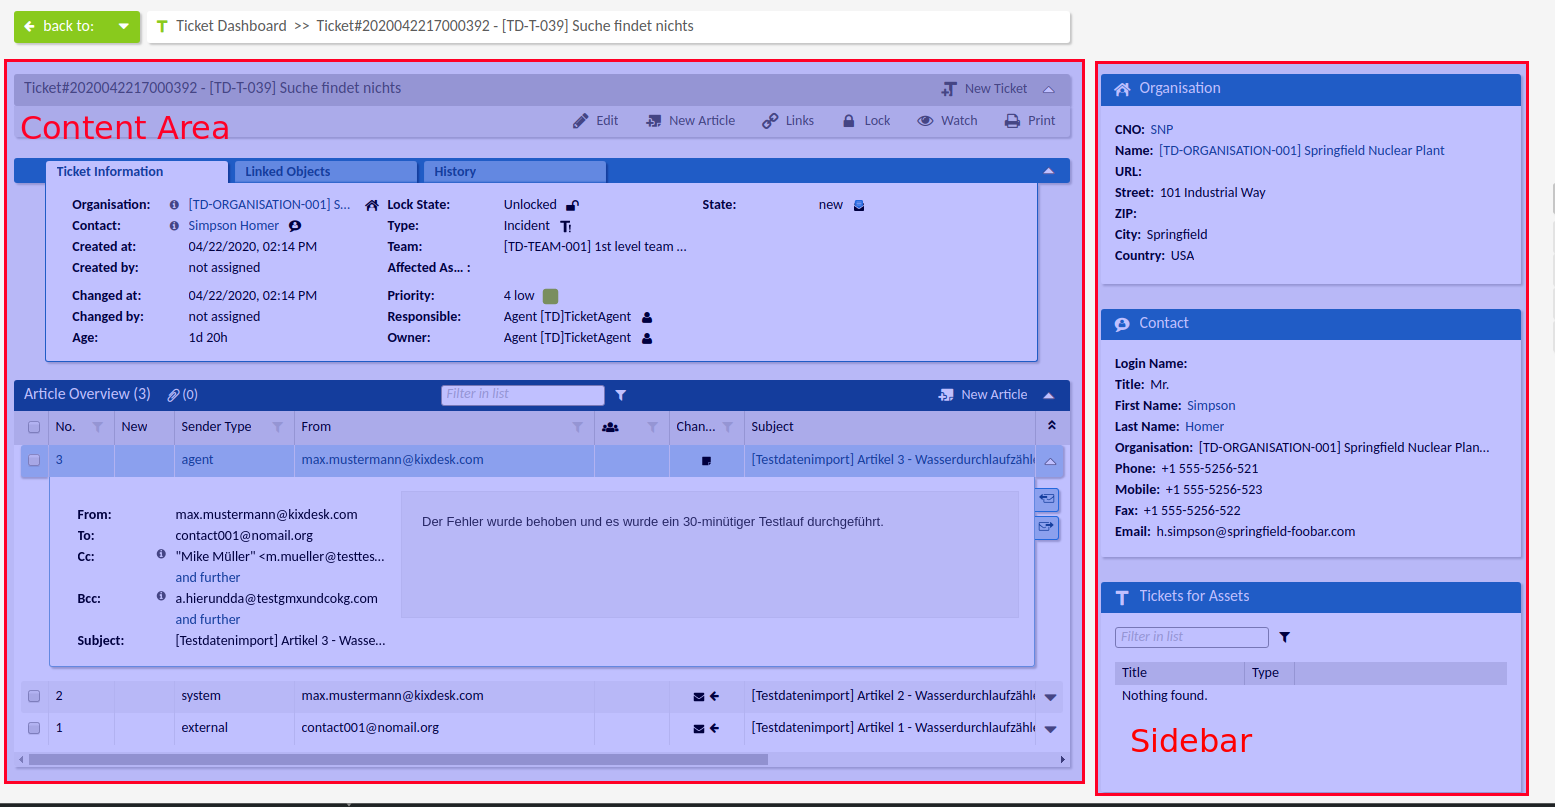 back to:
Ticket Dashboard >> Ticket#2020042217000392 - [TD-T-039] Suche findet nichts
Ticket#2020042217000392 - [TD-T-039] Suche findet nichts
New Ticket
Content Area
Edit New Article Links Lock Watch Print
Ticket Information Linked Objects History
Organisation: [TD-ORGANISATION-001] S... Lock State: Unlocked State: new
Contact: Simpson Homer Type: Incident
Created at: 04/22/2020, 02:14 PM Team: [TD-TEAM-001] 1st level team ...
Created by: not assigned Affected As... :
Changed at: 04/22/2020, 02:14 PM Priority: 4 low
Changed by: not assigned Responsible: Agent [TD]TicketAgent
Age: 1d 20h Owner: Agent [TD]TicketAgent
Article Overview (3) (0) Filter in list New Article
No. New Sender Type From Chan... Subject
3 agent max.mustermann@kixdesk.com [Testdatenimport] Artikel 3 - Wasserdurchlaufzähle
From: max.mustermann@kixdesk.com
To: contact001@nomail.org
Cc: "Mike Müller" <m.mueller@testtes...
and further
Bcc: a.hierundda@testgmxundcokg.com
and further
Subject: [Testdatenimport] Artikel 3 - Wasse...
Der Fehler wurde behoben und es wurde ein 30-minütiger Testlauf durchgeführt.
2 system max.mustermann@kixdesk.com [Testdatenimport] Artikel 2 - Wasserdurchlaufzähle
1 external contact001@nomail.org [Testdatenimport] Artikel 1 - Wasserdurchlaufzähle
Organisation
CNO: SNP
Name: [TD-ORGANISATION-001] Springfield Nuclear Plant
URL:
Street: 101 Industrial Way
ZIP:
City: Springfield
Country: USA
Contact
Login Name:
Title: Mr.
First Name: Simpson
Last Name: Homer
Organisation: [TD-ORGANISATION-001] Springfield Nuclear Plan...
Phone: +1 555-5256-521
Mobile: +1 555-5256-523
Fax: +1 555-5256-522
Email: h.simpson@springfield-foobar.com
Tickets for Assets
Filter in list
Title Type
Nothing found.
Sidebar